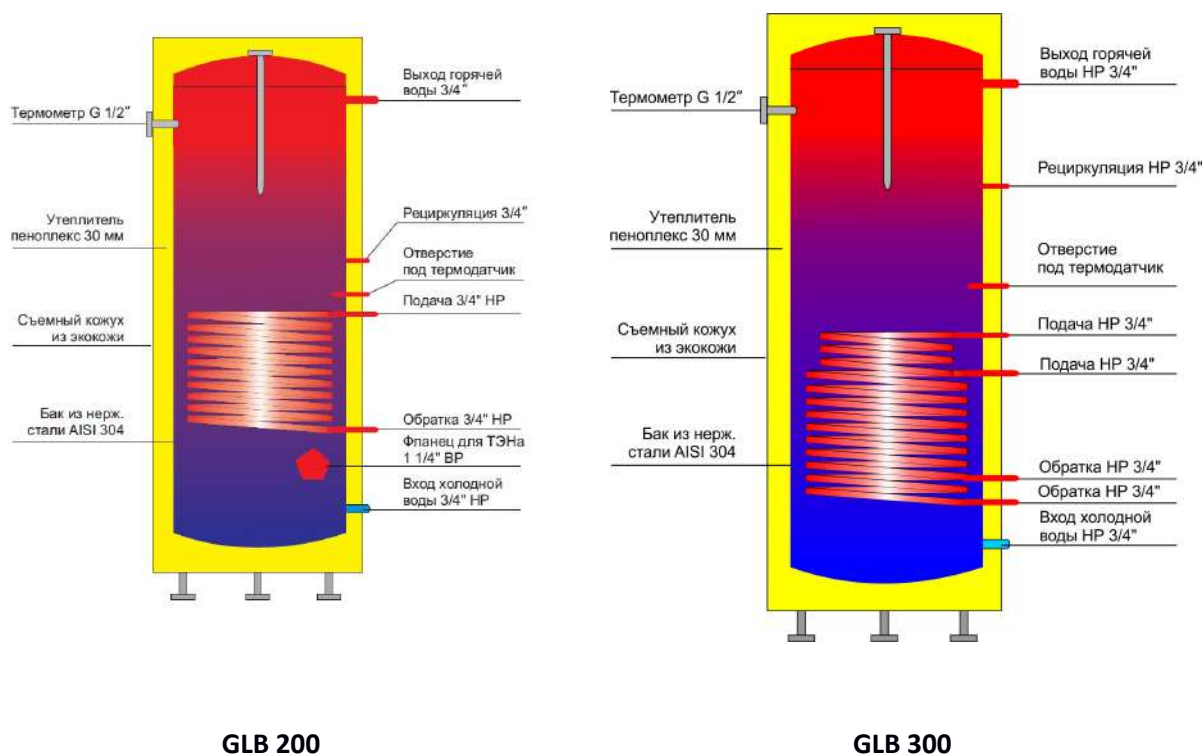 Выход горячей
воды 3/4"
Термометр G 1/2"
Утеплитель
пеноплекс 30 мм
Рециркуляция 3/4"
Отверстие
под термодатчик
Подача 3/4" НР
Съемный кожух
из экокожи
Бак из нерж.
стали AISI 304
Обратка 3/4" НР
Фланец для ТЭНа
1 1/4" ВР
Вход холодной
воды 3/4" НР
GLB 200
Выход горячей
воды НР 3/4"
Термометр G 1/2"
Рециркуляция НР 3/4"
Утеплитель
пеноплекс 30 мм
Отверстие
под термодатчик
Съемный кожух
из экокожи
Подача НР 3/4"
Подача НР 3/4"
Бак из нерж.
стали AISI 304
Обратка НР 3/4"
Обратка НР 3/4"
Вход холодной
воды НР 3/4"
GLB 300